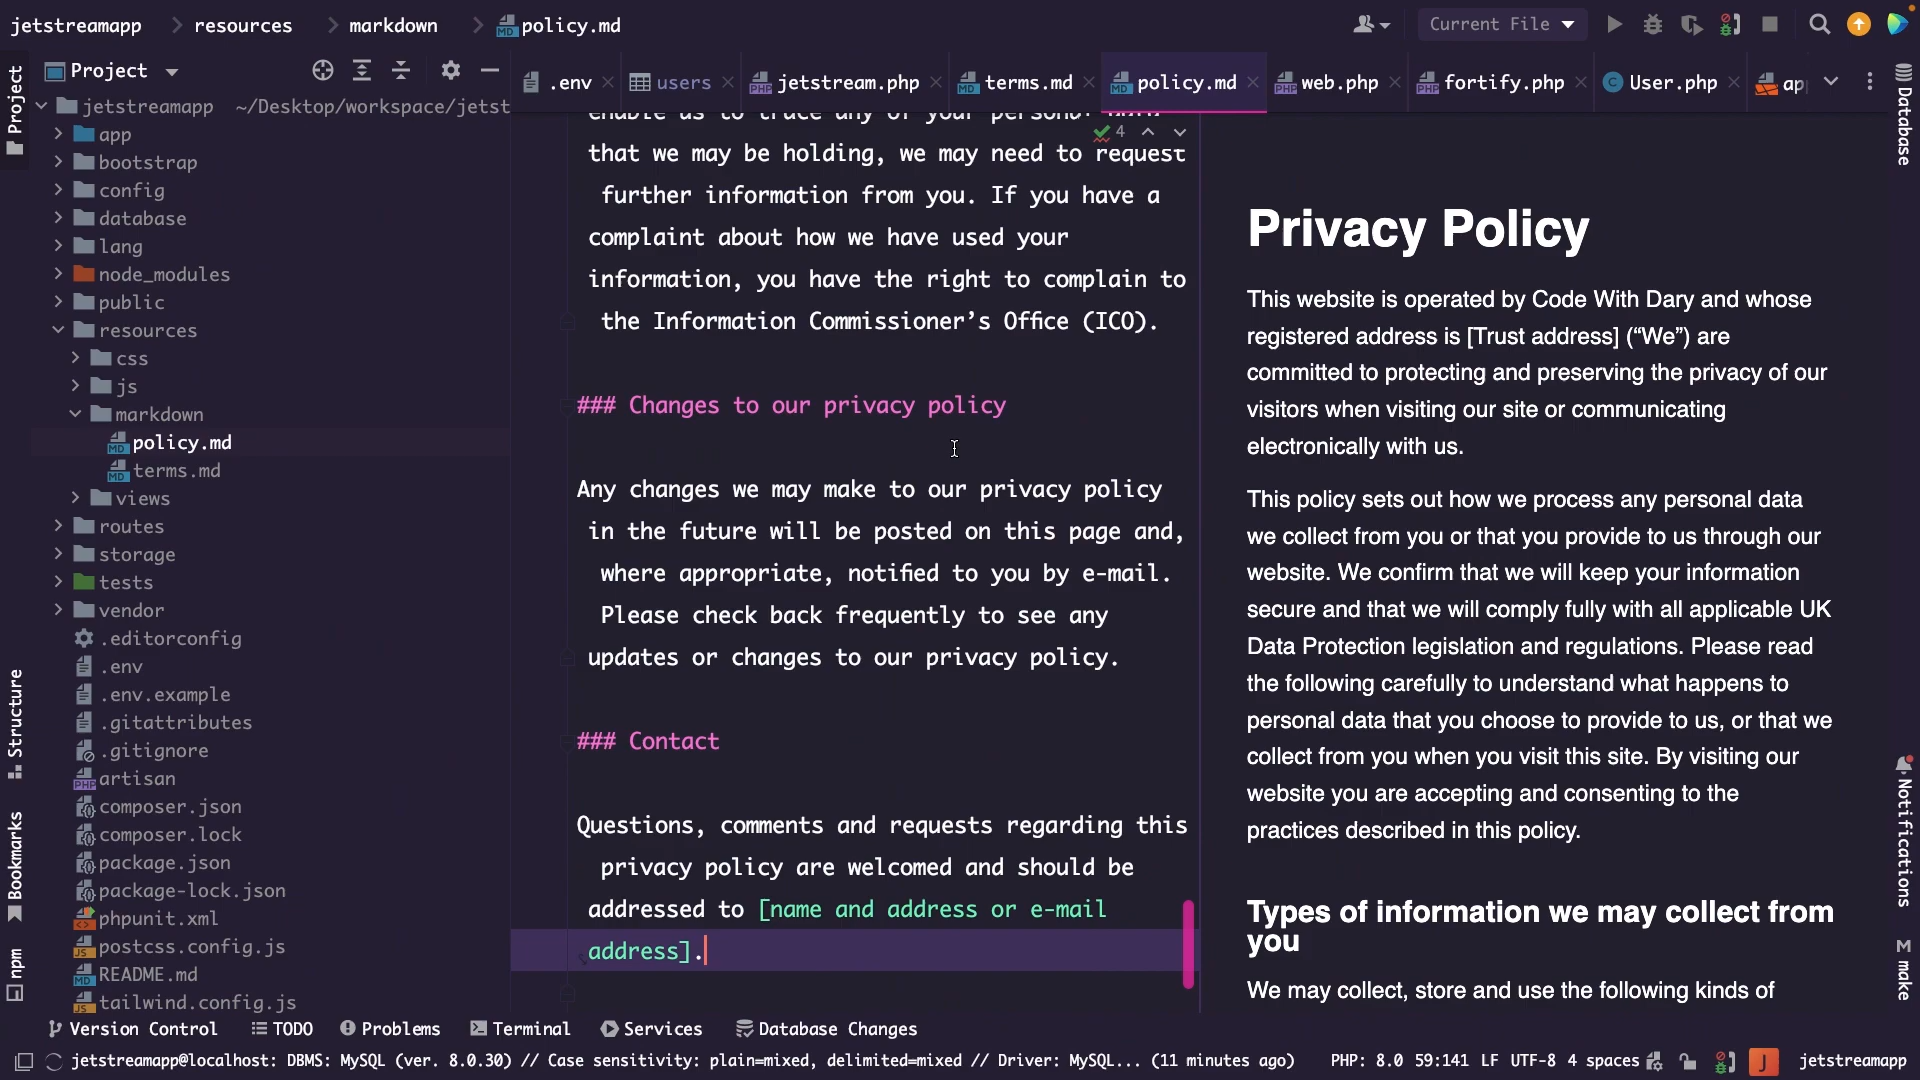 jetstreamapp resources markdown policy.md
Current File
Project
.env users jetstream.php terms.md policy.md web.php fortify.php User.php
jetstreamapp ~/Desktop/workspace/jetst
app
bootstrap
config
database
lang
node_modules
public
resources
css
js
markdown
policy.md
terms.md
views
routes
storage
tests
vendor
.editorconfig
.env
.env.example
.gitattributes
.gitignore
artisan
composer.json
composer.lock
package.json
package-lock.json
phpunit.xml
postcss.config.js
README.md
tailwind.config.js
Project
Structure
Bookmarks
npm
4
that we may be holding, we may need to request
further information from you. If you have a
complaint about how we have used your
information, you have the right to complain to
the Information Commissioner’s Office (ICO).
### Changes to our privacy policy
Any changes we may make to our privacy policy
in the future will be posted on this page and,
where appropriate, notified to you by e-mail.
Please check back frequently to see any
updates or changes to our privacy policy.
### Contact
Questions, comments and requests regarding this
privacy policy are welcomed and should be
addressed to [name and address or e-mail
address].
Privacy Policy
This website is operated by Code With Dary and whose
registered address is [Trust address] (“We”) are
committed to protecting and preserving the privacy of our
visitors when visiting our site or communicating
electronically with us.
This policy sets out how we process any personal data
we collect from you or that you provide to us through our
website. We confirm that we will keep your information
secure and that we will comply fully with all applicable UK
Data Protection legislation and regulations. Please read
the following carefully to understand what happens to
personal data that you choose to provide to us, or that we
collect from you when you visit this site. By visiting our
website you are accepting and consenting to the
practices described in this policy.
Types of information we may collect from
you
We may collect, store and use the following kinds of
Database
Notifications
make
Version Control TODO Problems Terminal Services Database Changes
jetstreamapp@localhost: DBMS: MySQL (ver. 8.0.30) // Case sensitivity: plain=mixed, delimited=mixed // Driver: MySQL... (11 minutes ago) PHP: 8.0 59:141 LF UTF-8 4 spaces jetstreamapp